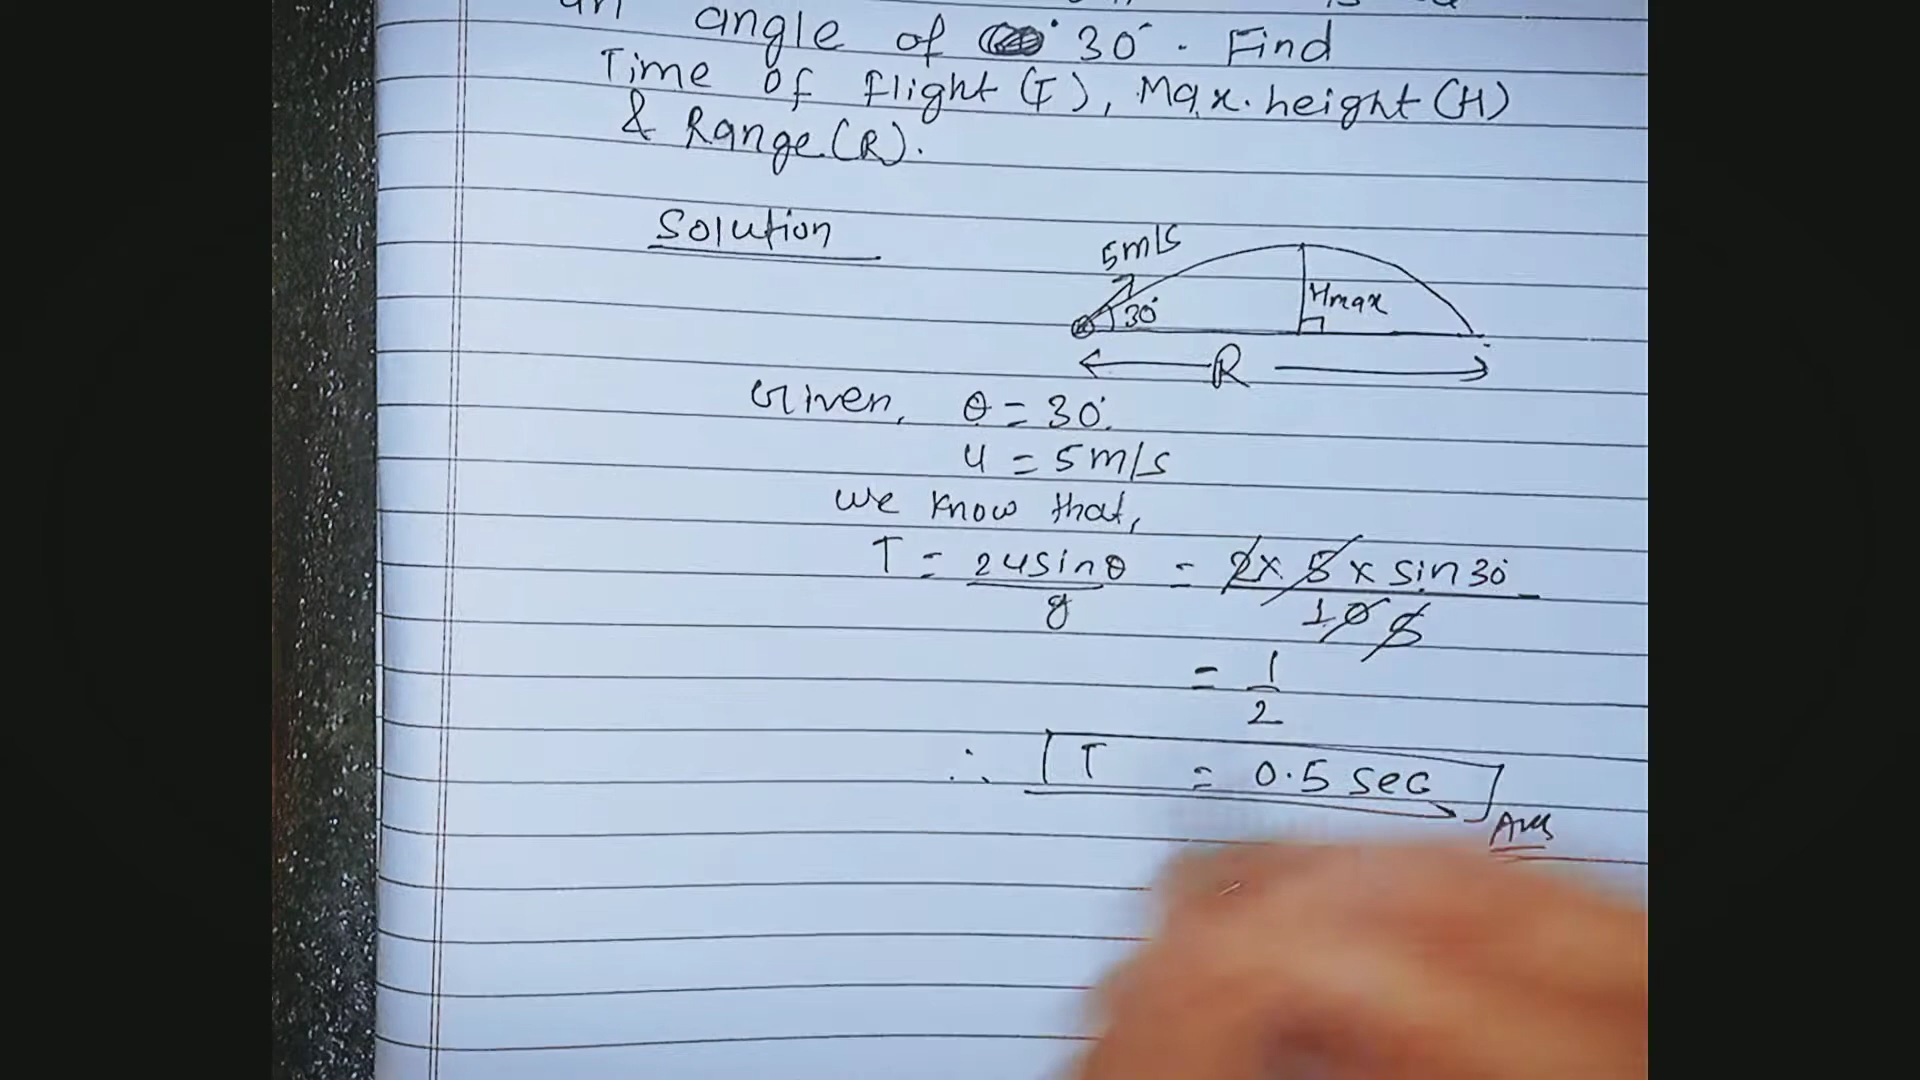 an angle of 30°. Find
Time of flight (T), Max. height (H)
& Range (R).
Solution
5m/s
30°
Hmax
R
Given, θ = 30°.
u = 5m/s
we know that,
T = 2usinθ/g = 2 x 5 x sin30°/10
= 1/2
∴ T = 0.5 sec
Ans